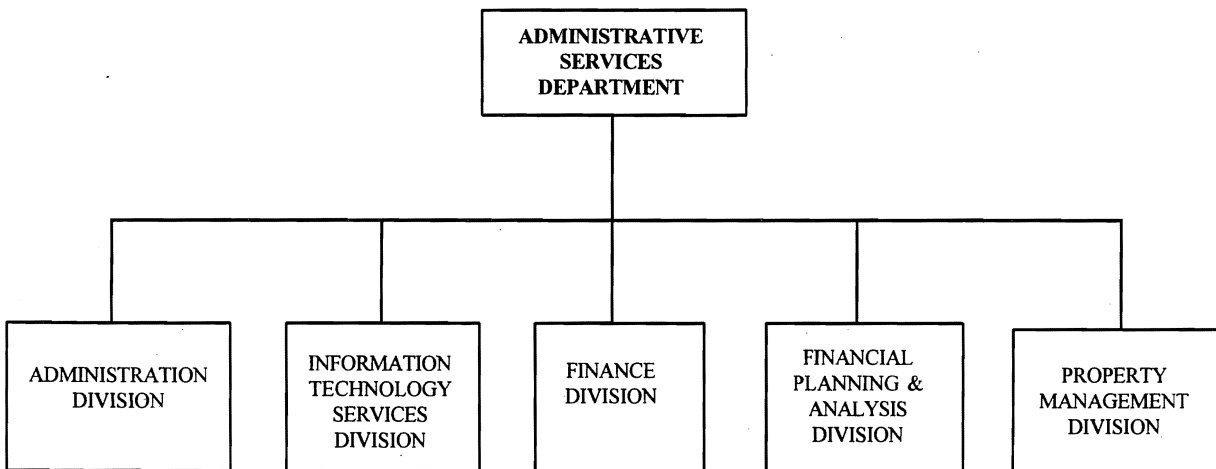 ADMINISTRATIVE
SERVICES
DEPARTMENT
ADMINISTRATION
DIVISION
INFORMATION
TECHNOLOGY
SERVICES
DIVISION
FINANCE
DIVISION
FINANCIAL
PLANNING &
ANALYSIS
DIVISION
PROPERTY
MANAGEMENT
DIVISION